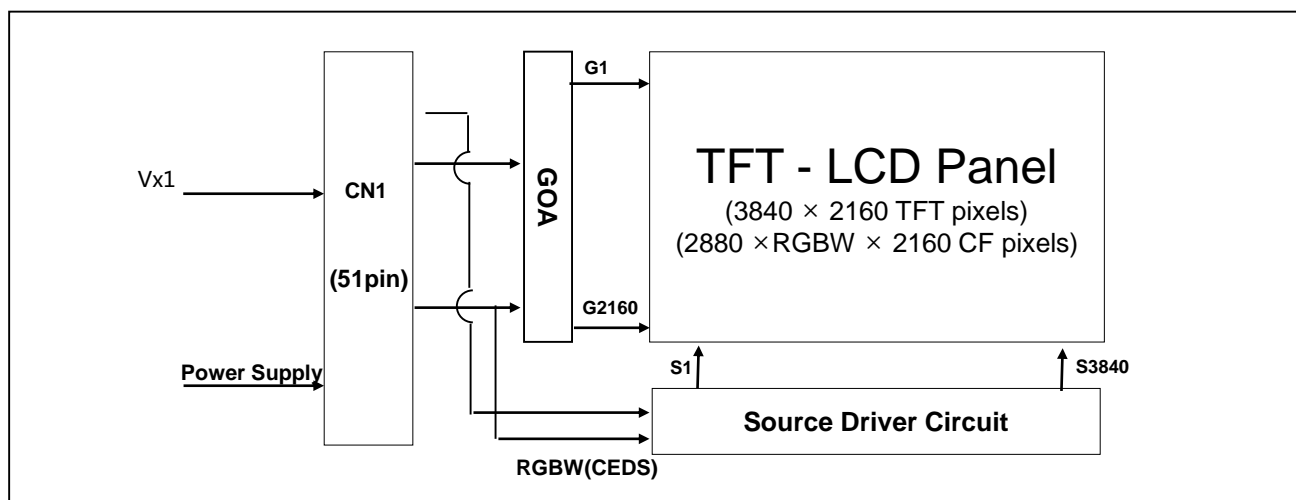 Vx1
Power Supply
CN1
(51pin)
GOA
G1
G2160
TFT - LCD Panel
(3840 × 2160 TFT pixels)
(2880 ×RGBW × 2160 CF pixels)
S1
S3840
Source Driver Circuit
RGBW(CEDS)